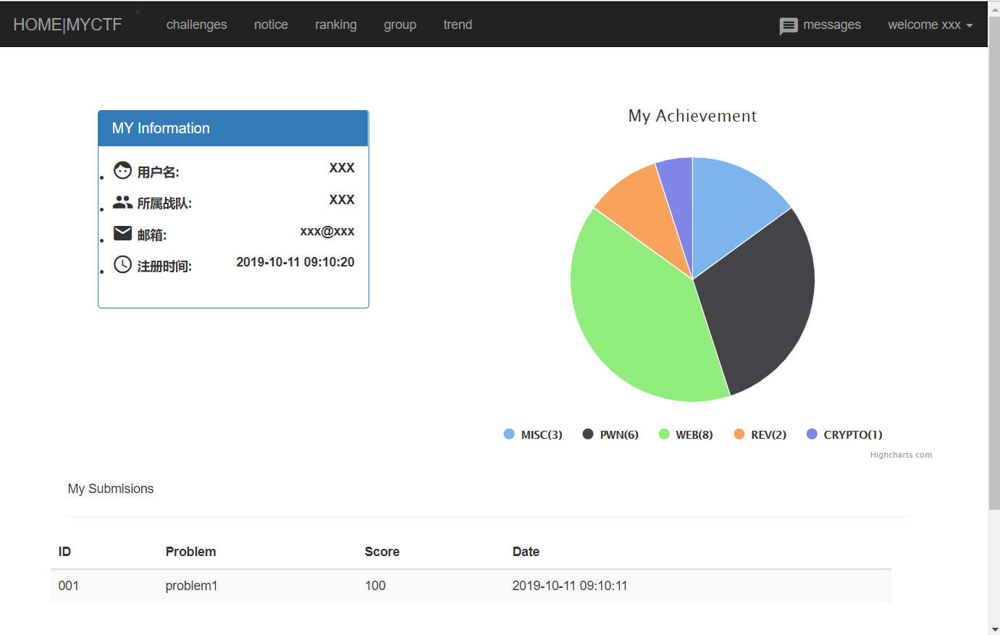 HOME|MYCTF challenges notice ranking group trend messages welcome xxx
MY Information
用户名: XXX
所属战队: XXX
邮箱: xxx@xxx
注册时间: 2019-10-11 09:10:20
My Achievement
MISC(3) PWN(6) WEB(8) REV(2) CRYPTO(1)
Highcharts.com
My Submisions
ID Problem Score Date
001 problem1 100 2019-10-11 09:10:11